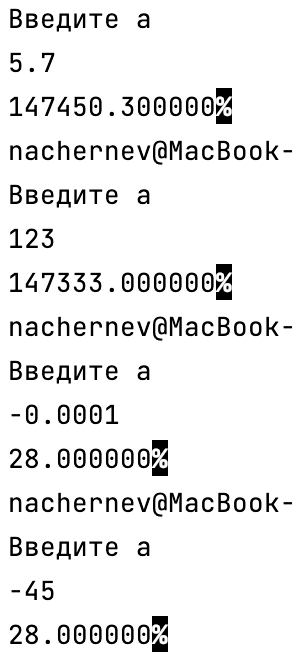 Введите а
5.7
147450.300000%
nachernev@MacBook-
Введите а
123
147333.000000%
nachernev@MacBook-
Введите а
-0.0001
28.000000%
nachernev@MacBook-
Введите а
-45
28.000000%